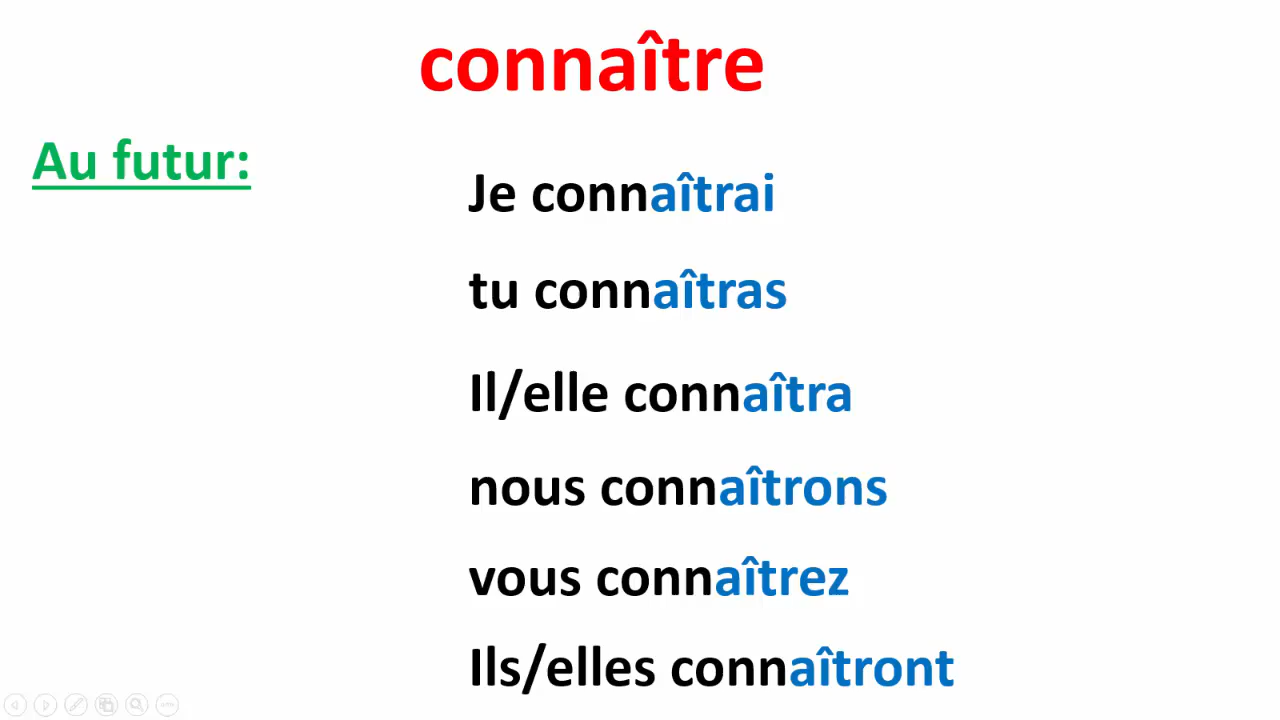 connaître
Au futur:
Je connaîtrai
tu connaîtras
Il/elle connaîtra
nous connaîtrons
vous connaîtrez
Ils/elles connaîtront